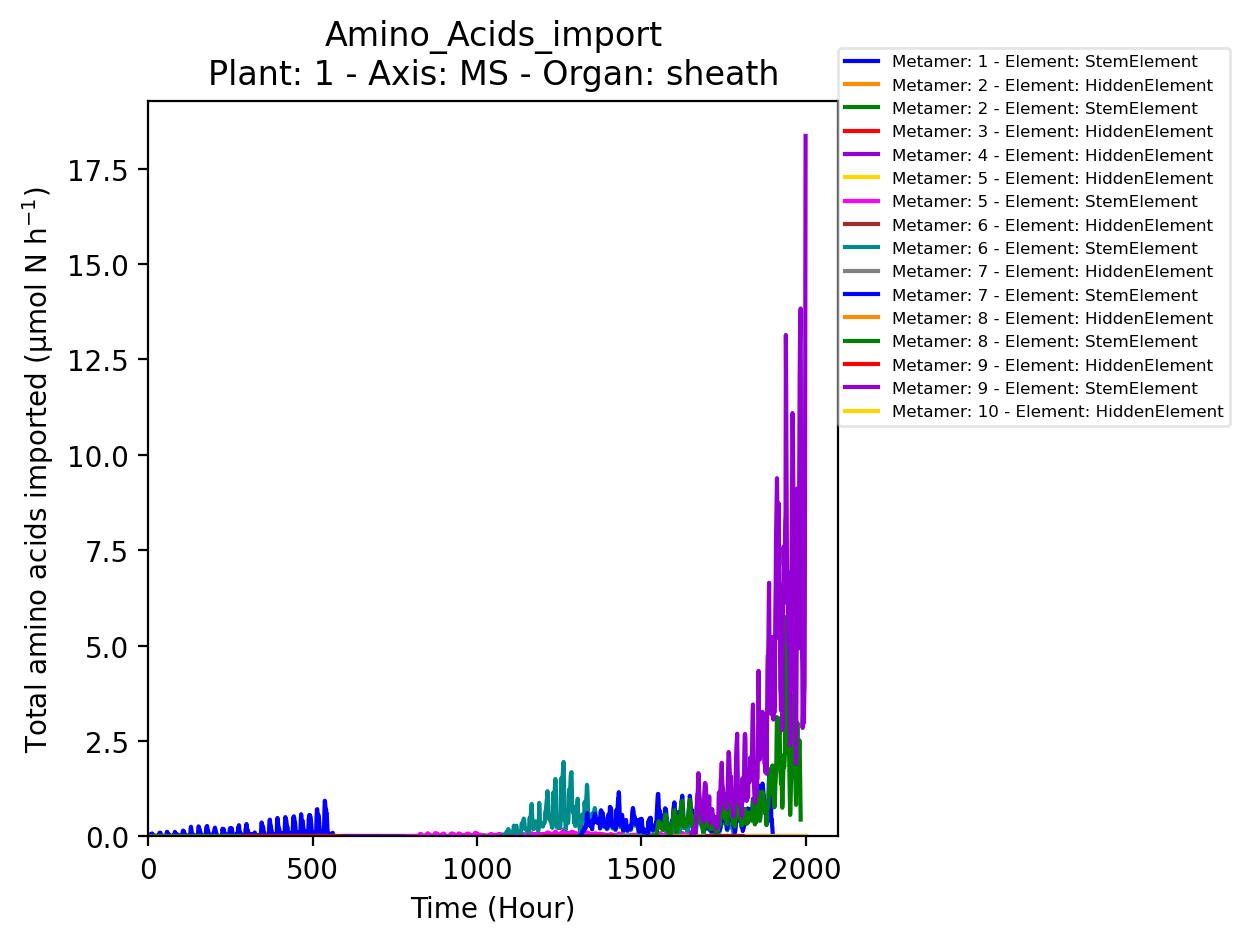 Amino_Acids_import
Plant: 1 - Axis: MS - Organ: sheath
Total amino acids imported (µmol N h⁻¹)
17.5
15.0
12.5
10.0
7.5
5.0
2.5
0.0
0
500
1000
1500
2000
Time (Hour)
Metamer: 1 - Element: StemElement
Metamer: 2 - Element: HiddenElement
Metamer: 2 - Element: StemElement
Metamer: 3 - Element: HiddenElement
Metamer: 4 - Element: HiddenElement
Metamer: 5 - Element: HiddenElement
Metamer: 5 - Element: StemElement
Metamer: 6 - Element: HiddenElement
Metamer: 6 - Element: StemElement
Metamer: 7 - Element: HiddenElement
Metamer: 7 - Element: StemElement
Metamer: 8 - Element: HiddenElement
Metamer: 8 - Element: StemElement
Metamer: 9 - Element: HiddenElement
Metamer: 9 - Element: StemElement
Metamer: 10 - Element: HiddenElement